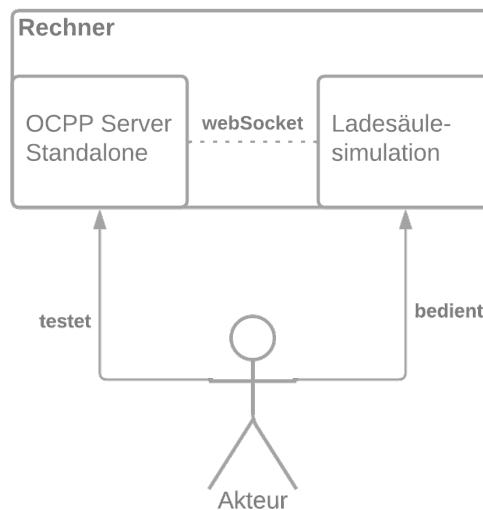 Rechner
OCPP Server
Standalone
webSocket
Ladesäule-
simulation
testet
bedient
Akteur